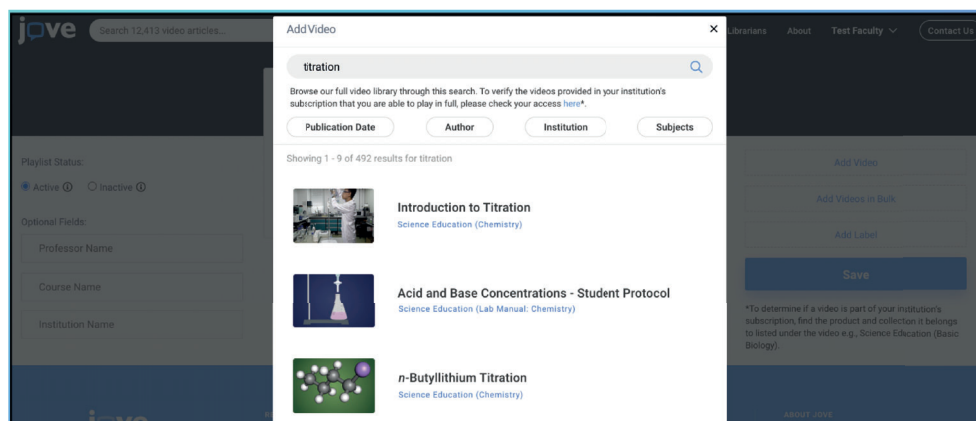 jove
Search 12,413 video articles...
Librarians
About
Test Faculty
Contact Us
Add Video
×
titration
Browse our full video library through this search. To verify the videos provided in your institution's
subscription that you are able to play in full, please check your access here*.
Publication Date
Author
Institution
Subjects
Showing 1 - 9 of 492 results for titration
Introduction to Titration
Science Education (Chemistry)
Acid and Base Concentrations - Student Protocol
Science Education (Lab Manual: Chemistry)
n-Butyllithium Titration
Science Education (Chemistry)
Playlist Status:
Active
Inactive
Optional Fields:
Professor Name
Course Name
Institution Name
Add Video
Add Videos in Bulk
Add Label
Save
*To determine if a video is part of your institution's
subscription, find the product and collection it belongs
to listed under the video e.g., Science Education (Basic
Biology).
jove
ABOUT JOVE